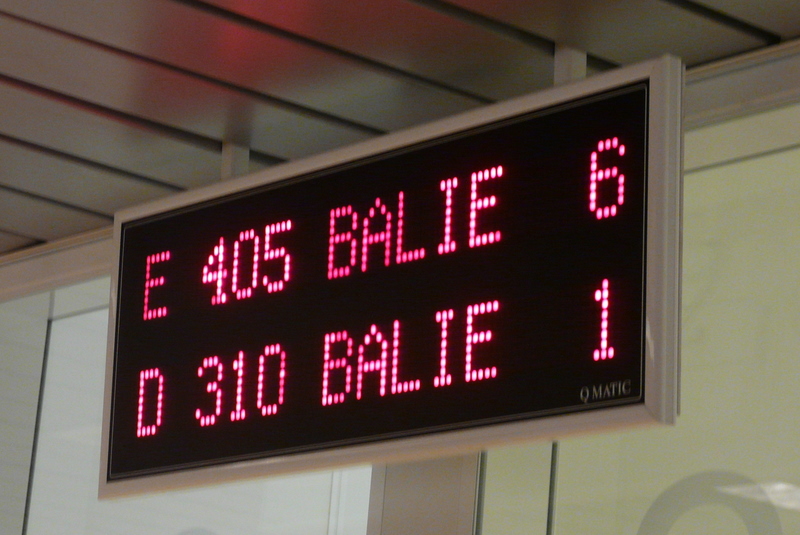 E 405 BALIE 6
D 310 BALIE 1
Q MATIC